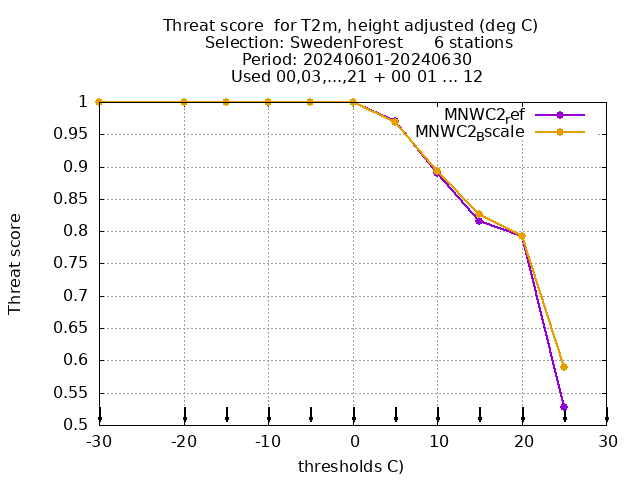 Threat score for T2m, height adjusted (deg C)
Selection: SwedenForest 6 stations
Period: 20240601-20240630
Used 00,03,...,21 + 00 01 ... 12
MNWC2ref
MNWC2Bscale
Threat score
1
0.95
0.9
0.85
0.8
0.75
0.7
0.65
0.6
0.55
0.5
-30 -20 -10 0 10 20 30
thresholds C)